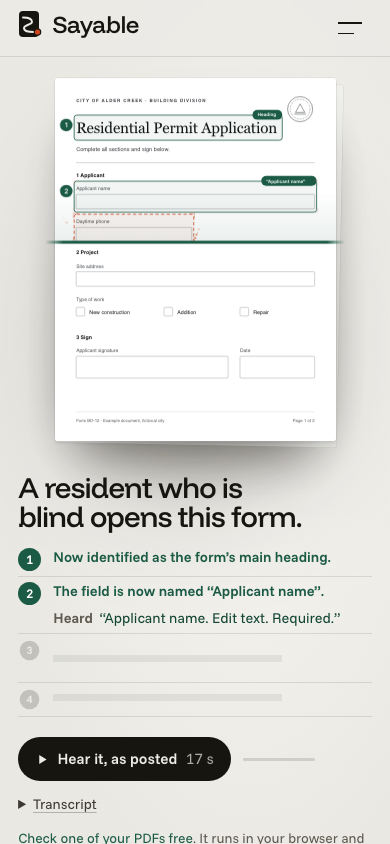 Sayable
CITY OF ALDER CREEK · BUILDING DIVISION
Heading
1 Residential Permit Application
Complete all sections and sign below.
1 Applicant
"Applicant name"
2 Applicant name
Daytime phone
2 Project
Site address
Type of work
New construction Addition Repair
3 Sign
Applicant signature Date
Page 1 of 2
A resident who is
blind opens this form.
1 Now identified as the form's main heading.
2 The field is now named “Applicant name”.
Heard “Applicant name. Edit text. Required.”
3
4
Hear it, as posted 17 s
Transcript
Check one of your PDFs free. It runs in your browser and